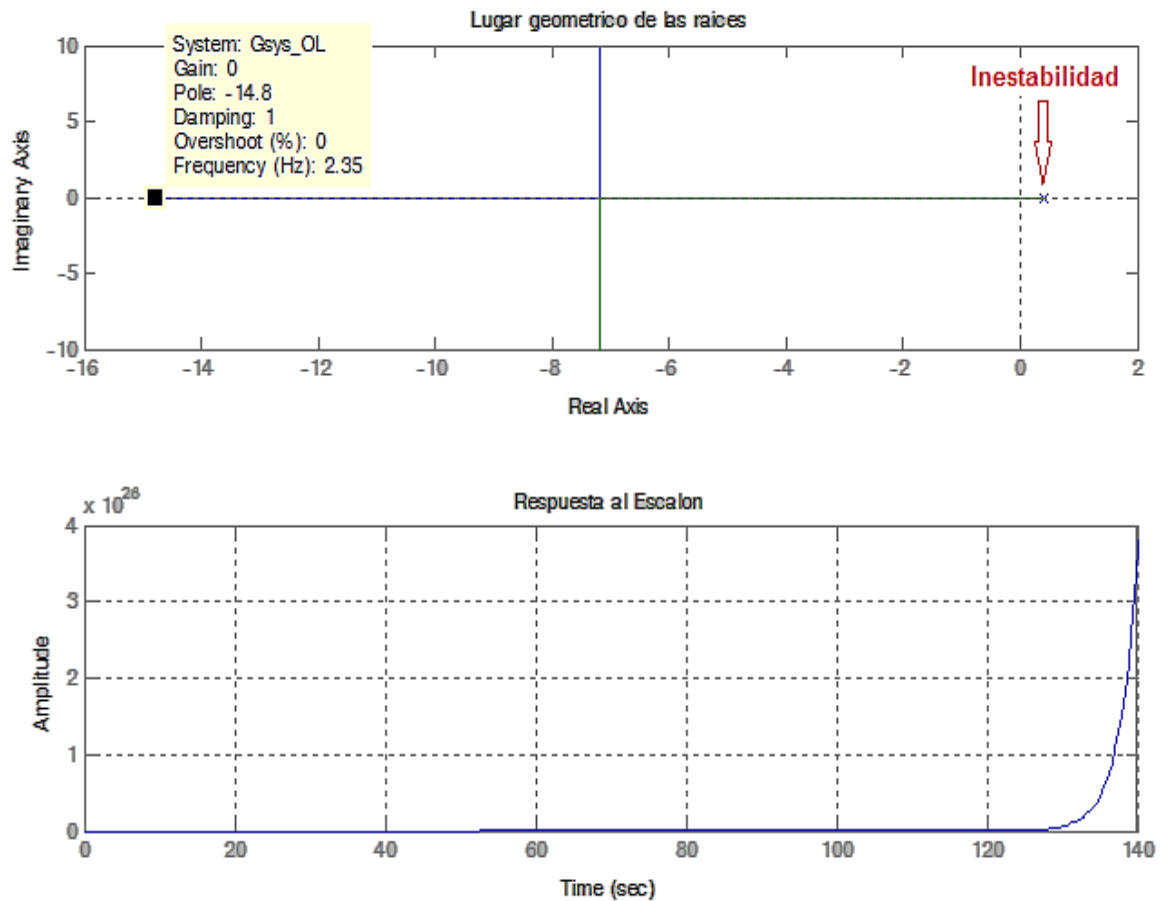 Lugar geometrico de las raices
System: Gsys_OL
Gain: 0
Pole: -14.8
Damping: 1
Overshoot (%): 0
Frequency (Hz): 2.35
Inestabilidad
Imaginary Axis
10
5
0
-5
-10
-16 -14 -12 -10 -8 -6 -4 -2 0 2
Real Axis
Respuesta al Escalon
x 10^26
Amplitude
4
3
2
1
0
0 20 40 60 80 100 120 140
Time (sec)